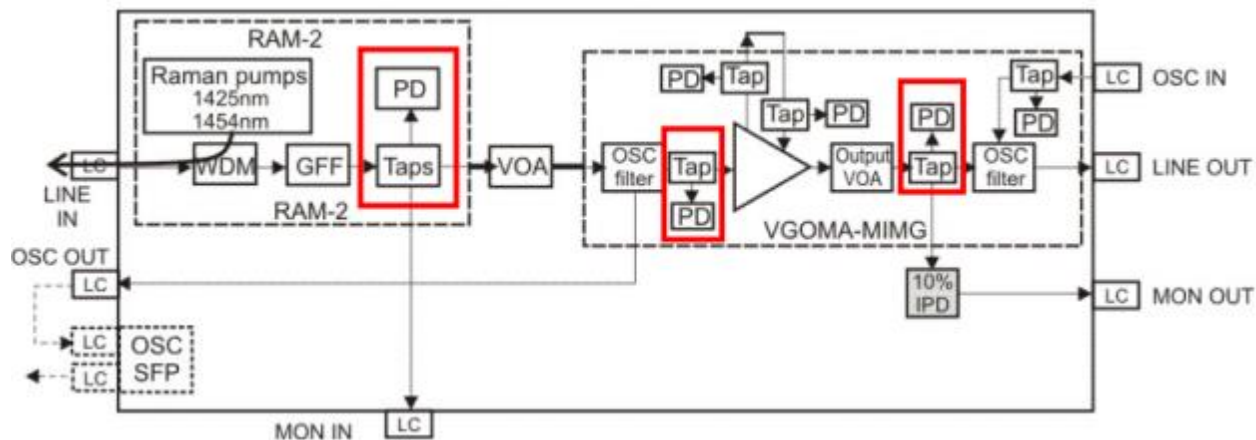 RAM-2
Raman pumps
1425nm
1454nm
PD
LC
WDM
GFF
Taps
VOA
LINE
IN
RAM-2
PD
Tap
Tap
PD
OSC
filter
Tap
PD
Output
VOA
PD
Tap
OSC
filter
Tap
PD
LC
OSC IN
LC
LINE OUT
VGOMA-MIMG
OSC OUT
LC
LC
LC
OSC
SFP
10%
IPD
LC
MON OUT
MON IN
LC